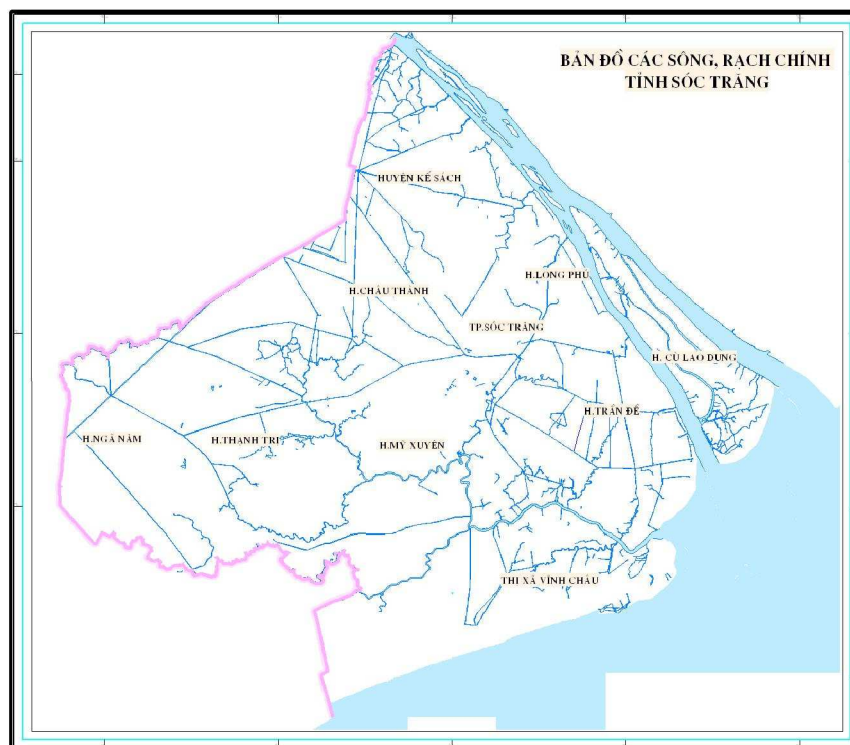 BẢN ĐỒ CÁC SÔNG, RẠCH CHÍNH
TỈNH SÓC TRĂNG
HUYỆN KẾ SÁCH
H.LONG PHÚ
H.CHÂU THÀNH
TP.SÓC TRĂNG
H. CÙ LAO DUNG
H.TRẦN ĐỀ
H.NGÃ NĂM
H.THẠNH TRỊ
H.MỸ XUYÊN
THỊ XÃ VĨNH CHÂU